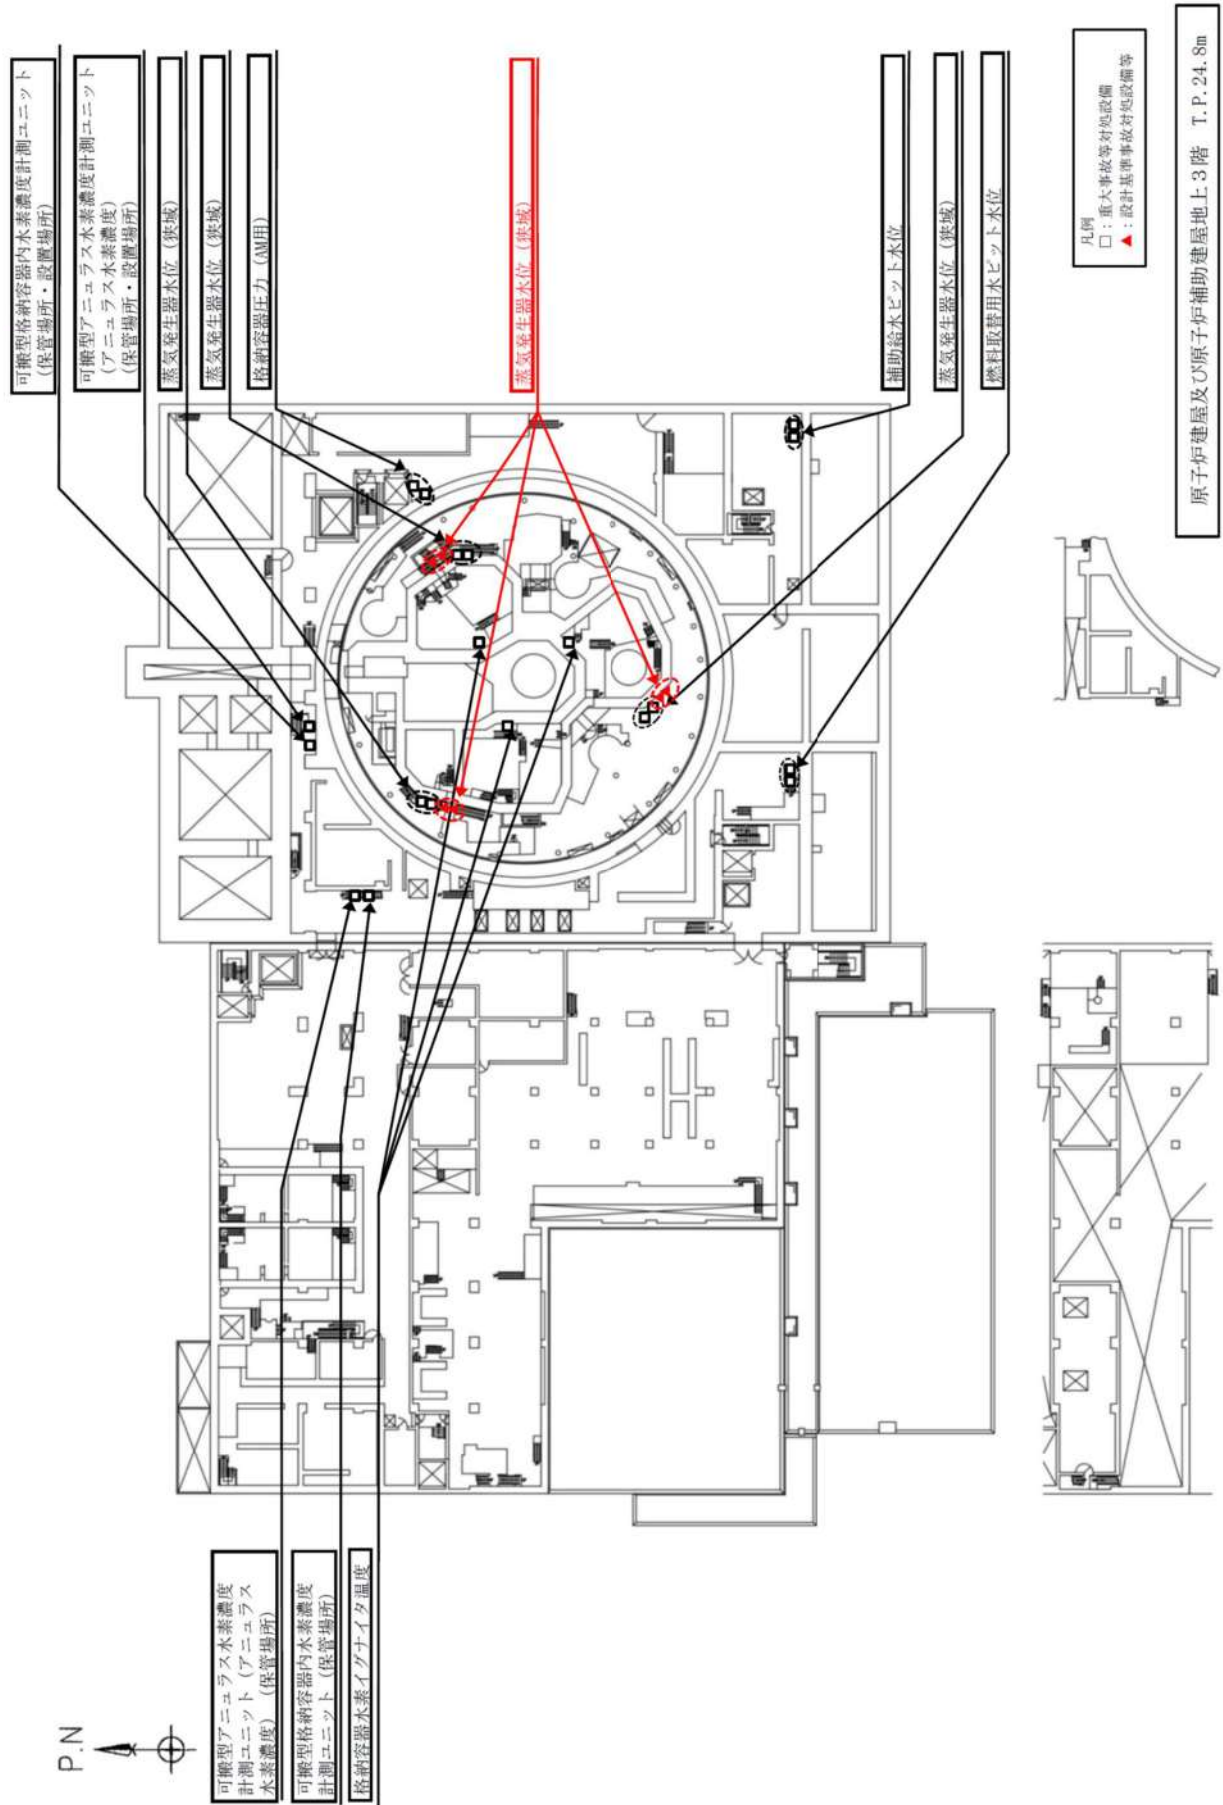 可搬型格納容器内水素濃度計測ユニット
(保管場所・設置場所)
可搬型アニュラス水素濃度計測ユニット
(アニュラス水素濃度)
(保管場所・設置場所)
蒸気発生器水位（狭域）
蒸気発生器水位（狭域）
格納容器圧力（AM用）
蒸気発生器水位（狭域）
補助給水ピット水位
蒸気発生器水位（狭域）
燃料取替用水ピット水位
P.N
可搬型アニュラス水素濃度
計測ユニット（アニュラス
水素濃度）（保管場所）
可搬型格納容器内水素濃度
計測ユニット（保管場所）
格納容器水素イグナイタ温度
凡例
□：重大事故等対処設備
▲：設計基準事故対処設備等
原子炉建屋及び原子炉補助建屋地上3階 T.P.24.8m